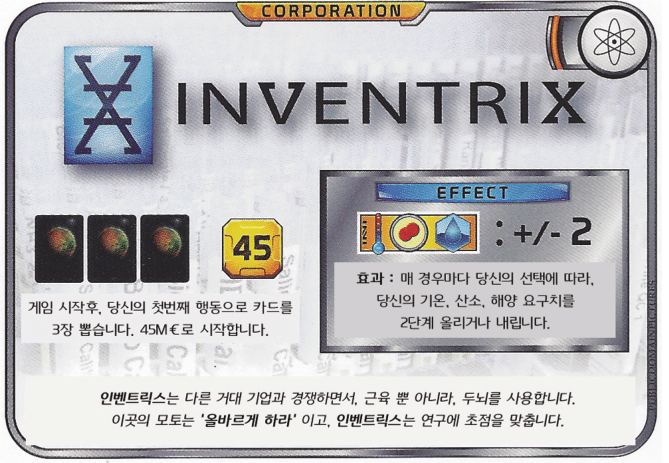 CORPORATION
INVENTRIX
EFFECT
45
: +/- 2
게임 시작후, 당신의 첫번째 행동으로 카드를
3장 뽑습니다. 45M€로 시작합니다.
효과 : 매 경우마다 당신의 선택에 따라,
당신의 기온, 산소, 해양 요구치를
2단계 올리거나 내립니다.
인벤트릭스는 다른 거대 기업과 경쟁하면서, 근육 뿐 아니라, 두뇌를 사용합니다.
이곳의 모토는 '올바르게 하라' 이고, 인벤트릭스는 연구에 초점을 맞춥니다.